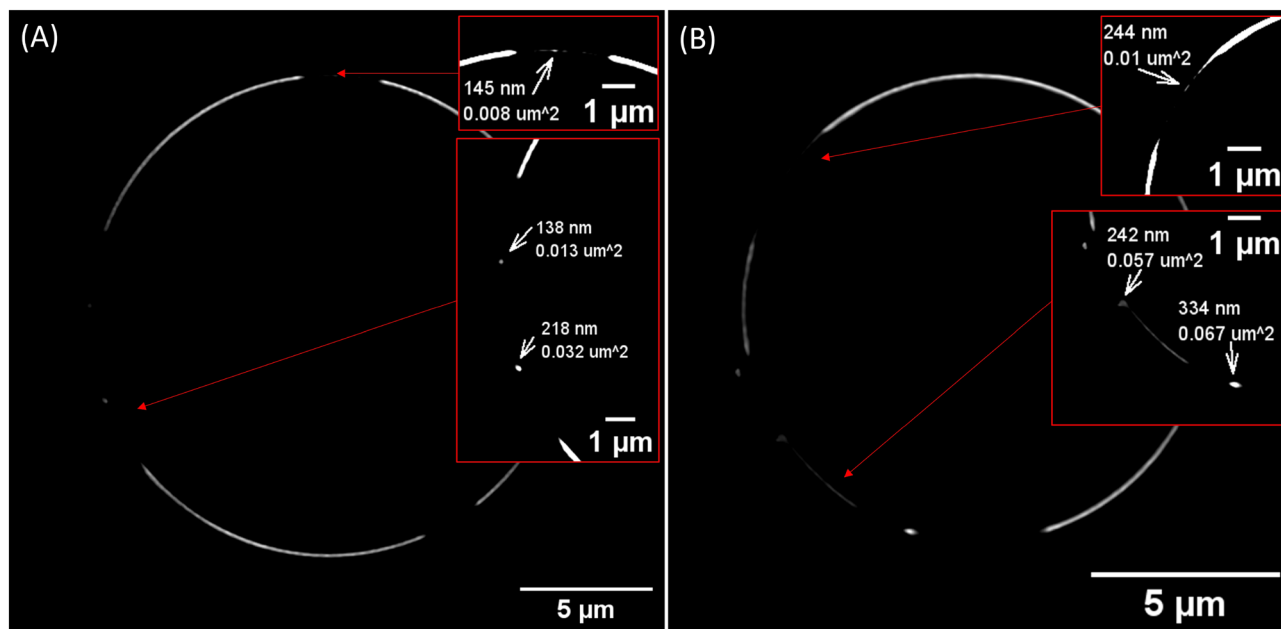 (A)
145 nm
0.008 um^2
1 µm
138 nm
0.013 um^2
218 nm
0.032 um^2
1 µm
5 µm
(B)
244 nm
0.01 um^2
1 µm
1 µm
242 nm
0.057 um^2
334 nm
0.067 um^2
5 µm